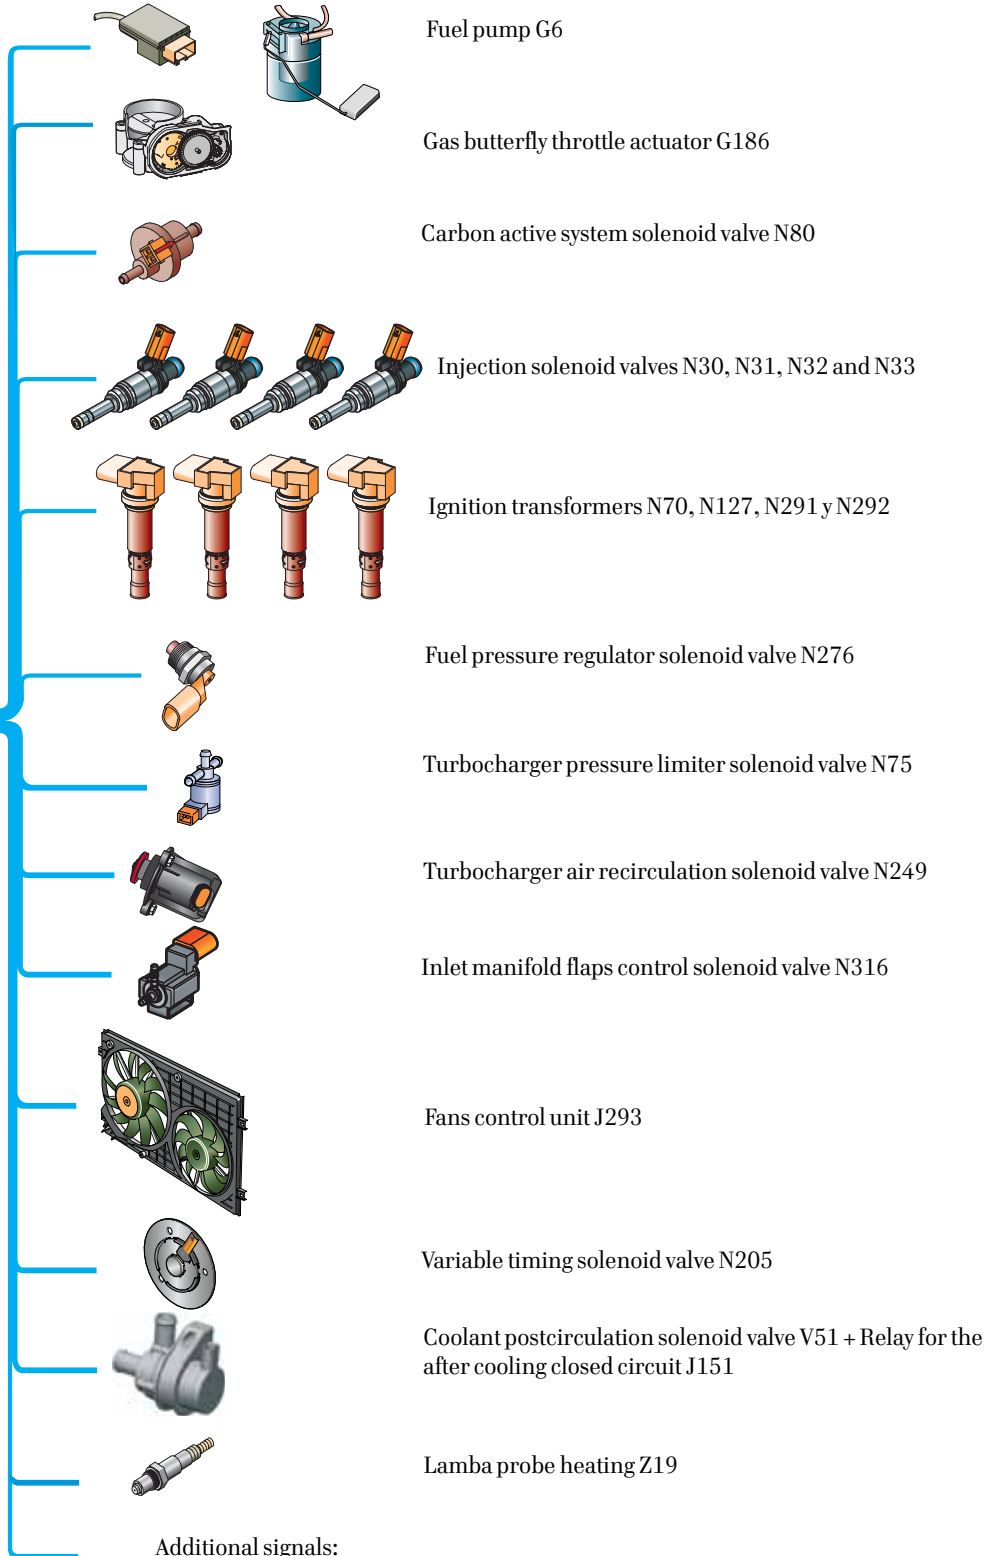 Fuel pump G6
Gas butterfly throttle actuator G186
Carbon active system solenoid valve N80
Injection solenoid valves N30, N31, N32 and N33
Ignition transformers N70, N127, N291 y N292
Fuel pressure regulator solenoid valve N276
Turbocharger pressure limiter solenoid valve N75
Turbocharger air recirculation solenoid valve N249
Inlet manifold flaps control solenoid valve N316
Fans control unit J293
Variable timing solenoid valve N205
Coolant postcirculation solenoid valve V51 + Relay for the
after cooling closed circuit J151
Lamba probe heating Z19
Additional signals: